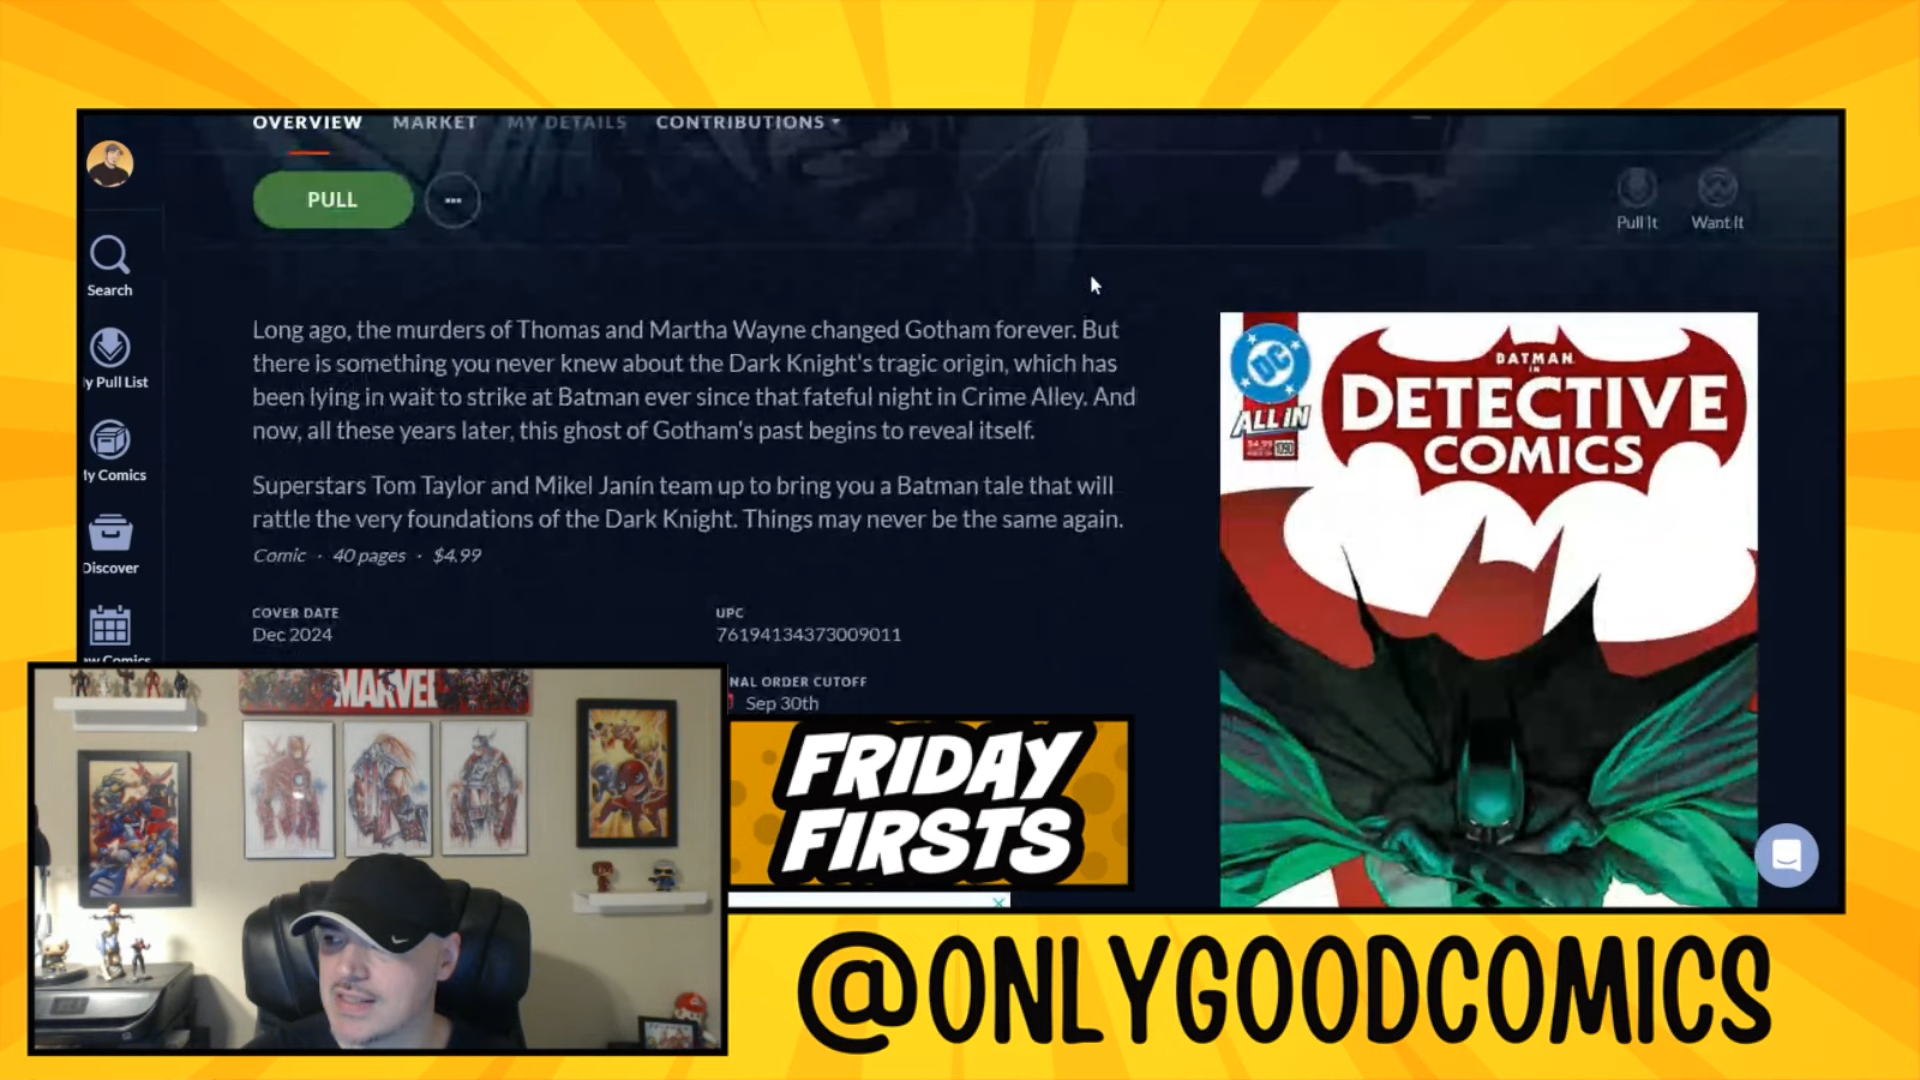 OVERVIEW MARKET MY DETAILS CONTRIBUTIONS
PULL
Pull It Want It
Search
y Pull List
My Comics
Discover
Long ago, the murders of Thomas and Martha Wayne changed Gotham forever. But
there is something you never knew about the Dark Knight's tragic origin, which has
been lying in wait to strike at Batman ever since that fateful night in Crime Alley. And
now, all these years later, this ghost of Gotham's past begins to reveal itself.
Superstars Tom Taylor and Mikel Janín team up to bring you a Batman tale that will
rattle the very foundations of the Dark Knight. Things may never be the same again.
Comic · 40 pages · $4.99
COVER DATE
Dec 2024
UPC
76194134373009011
NAL ORDER CUTOFF
Sep 30th
DC
ALL IN
$4.99
1090
BATMAN
IN
DETECTIVE
COMICS
MARVEL
FRIDAY
FIRSTS
@ONLYGOODCOMICS